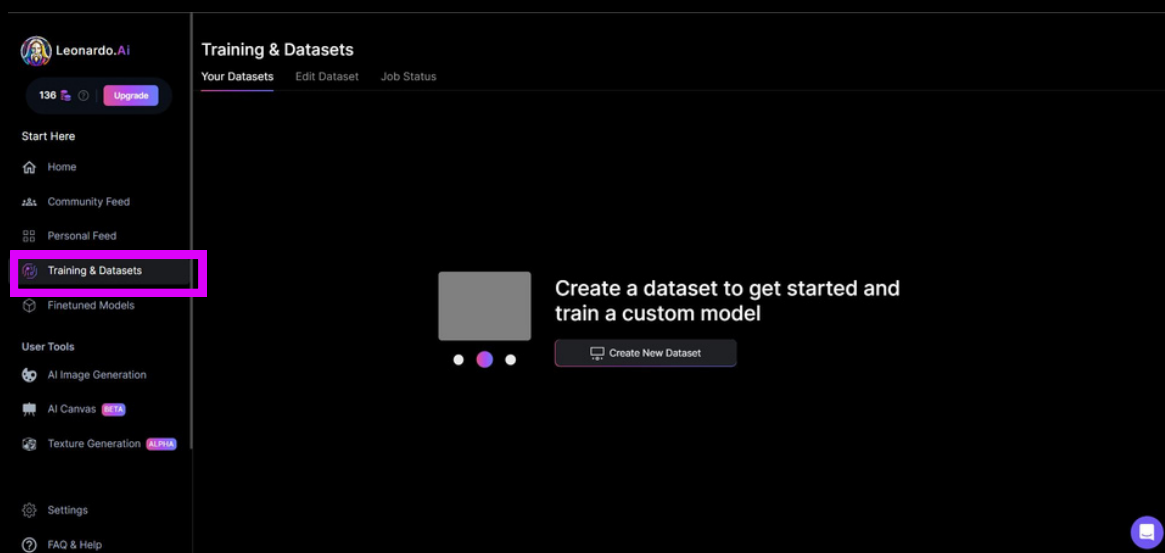 Leonardo.Ai
136
Upgrade
Start Here
Home
Community Feed
Personal Feed
Training & Datasets
Finetuned Models
User Tools
AI Image Generation
AI Canvas BETA
Texture Generation ALPHA
Settings
FAQ & Help
Training & Datasets
Your Datasets Edit Dataset Job Status
Create a dataset to get started and
train a custom model
Create New Dataset